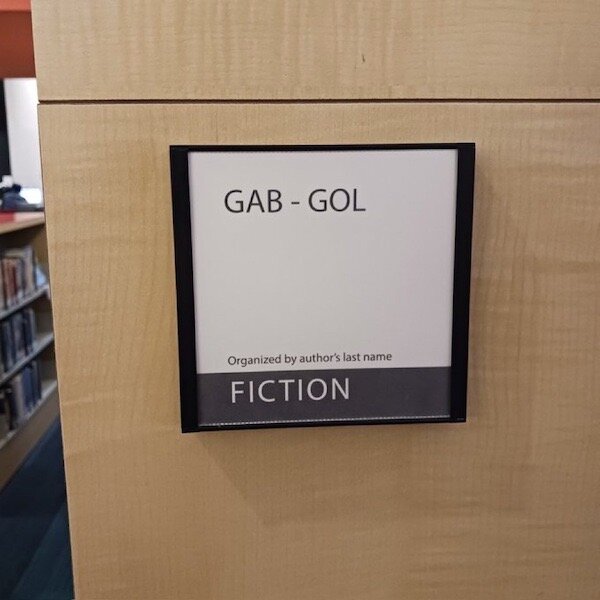 GAB - GOL
Organized by author's last name
FICTION